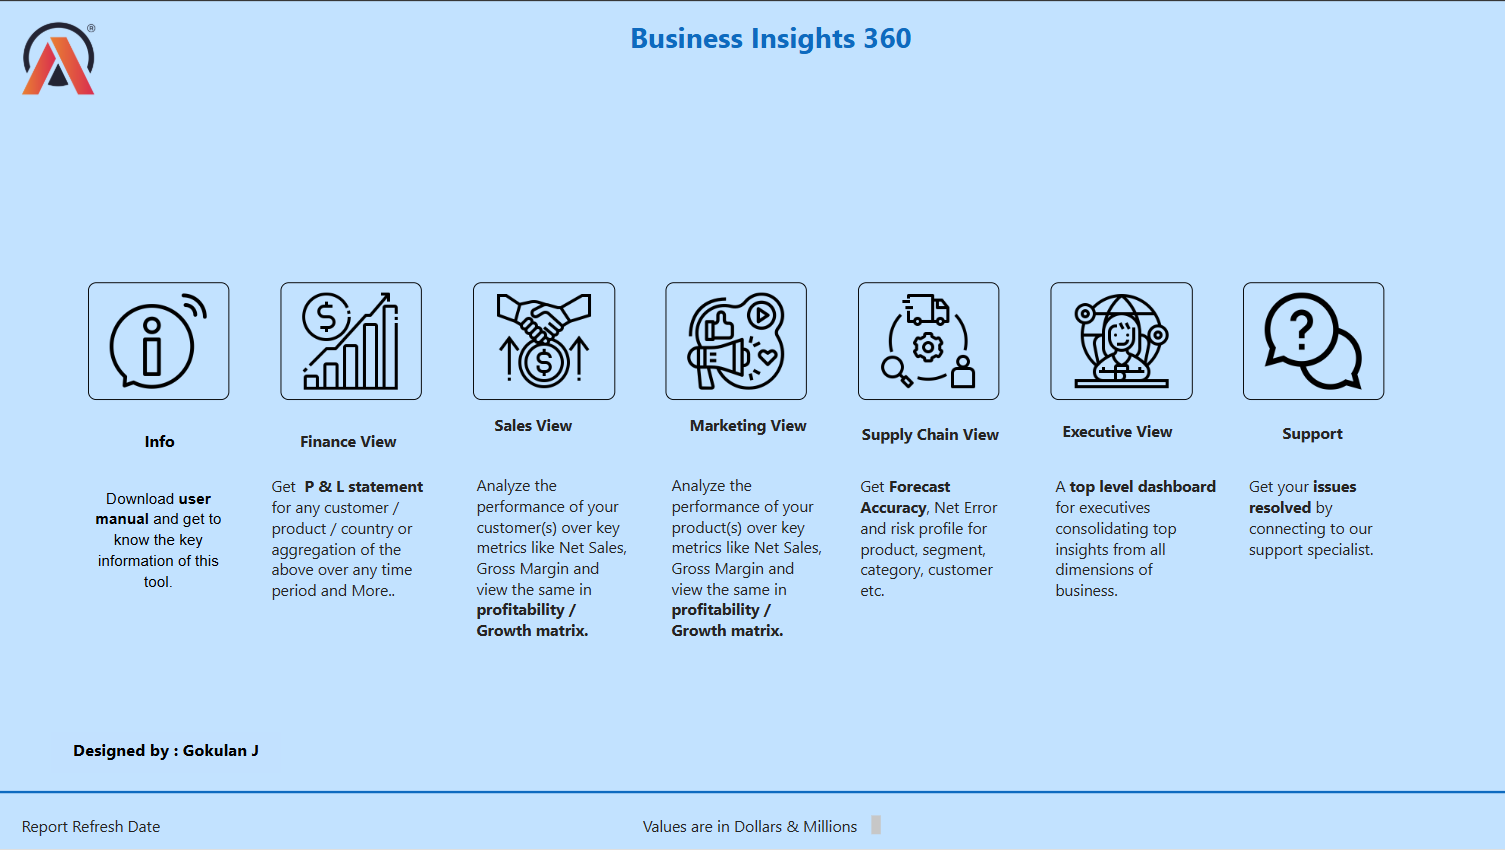 ®
Business Insights 360
Info
Download user
manual and get to
know the key
information of this
tool.
Finance View
Get  P & L statement
for any customer /
product / country or
aggregation of the
above over any time
period and More..
Sales View
Analyze the
performance of your
customer(s) over key
metrics like Net Sales,
Gross Margin and
view the same in
profitability /
Growth matrix.
Marketing View
Analyze the
performance of your
product(s) over key
metrics like Net Sales,
Gross Margin and
view the same in
profitability /
Growth matrix.
Supply Chain View
Get Forecast
Accuracy, Net Error
and risk profile for
product, segment,
category, customer
etc.
Executive View
A top level dashboard
for executives
consolidating top
insights from all
dimensions of
business.
Support
Get your issues
resolved by
connecting to our
support specialist.
Designed by : Gokulan J
Report Refresh Date
Values are in Dollars & Millions